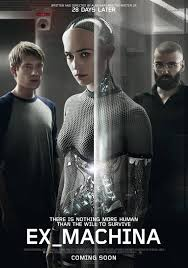 28 DAYS LATER
THERE IS NOTHING MORE HUMAN
THAN THE WILL TO SURVIVE
EX_MACHINA
COMING SOON